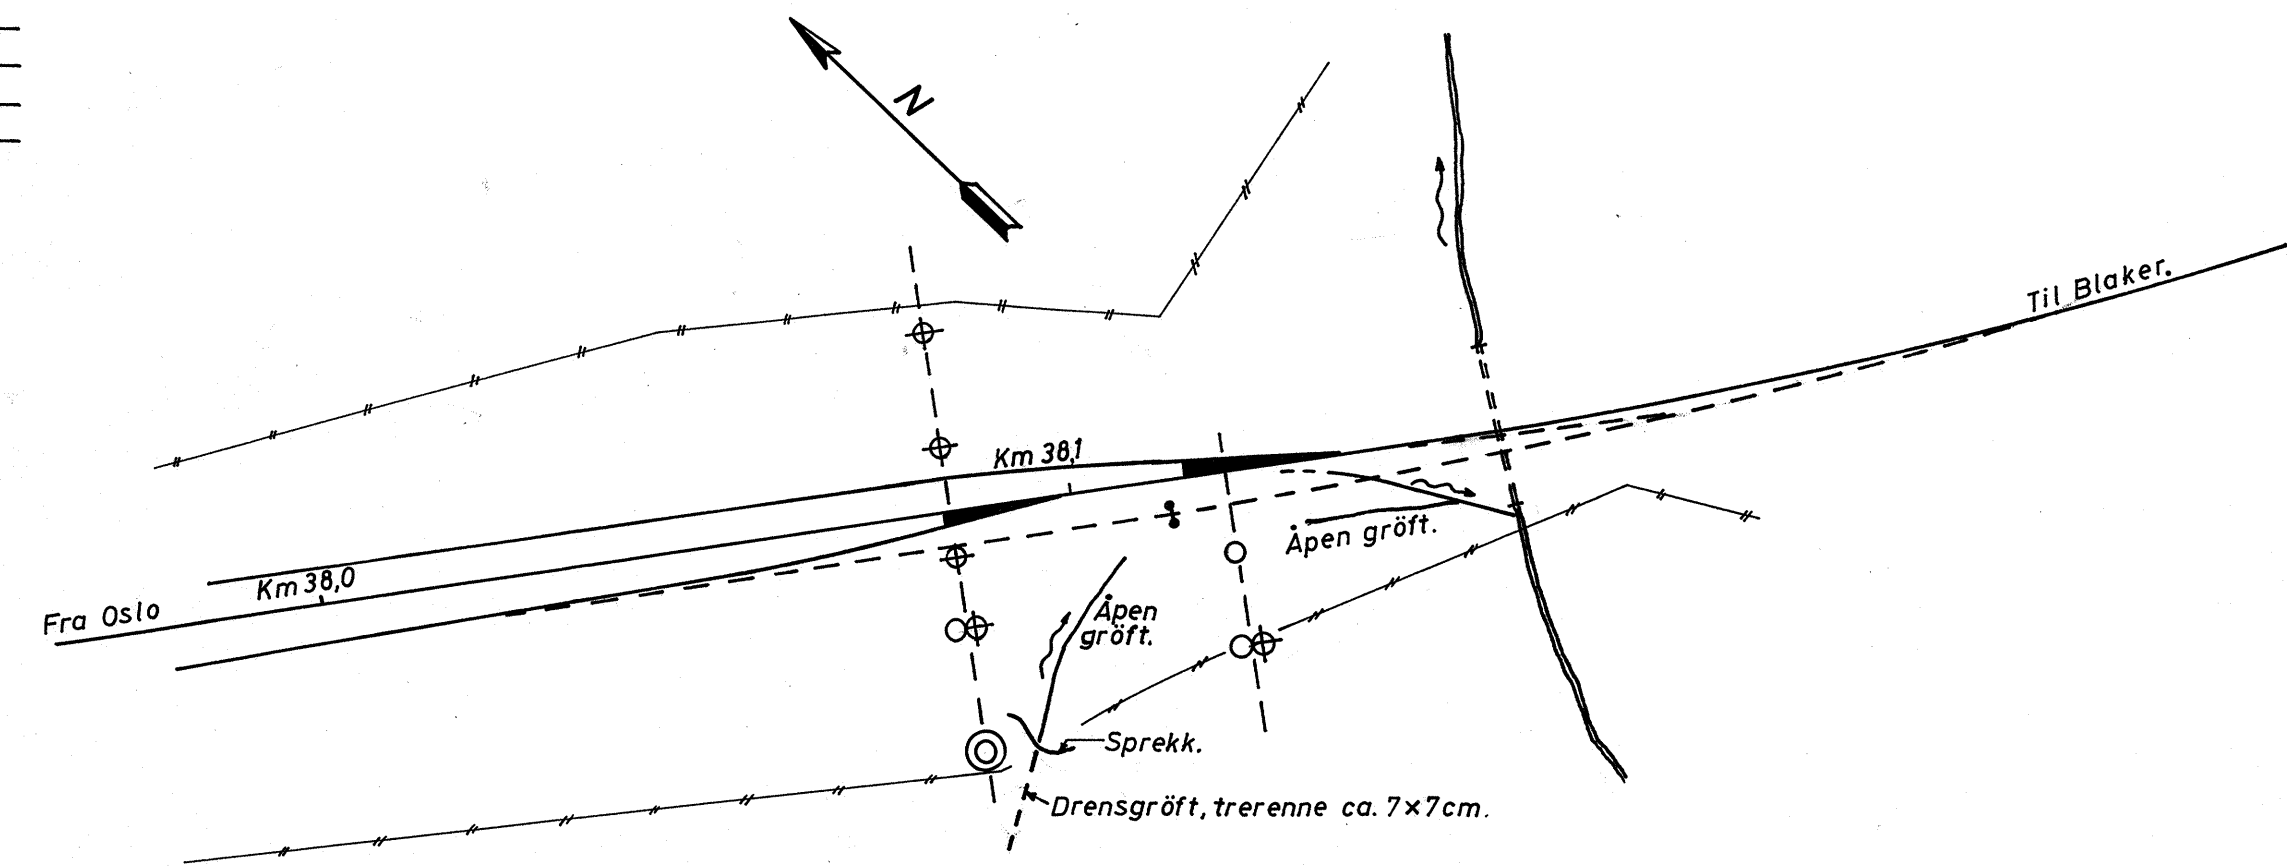 N
Til Blaker.
Km 38,1
Km 38,0
Fra Oslo
Åpen gröft.
Åpen
gröft.
Sprekk.
Drensgröft, trerenne ca. 7×7cm.